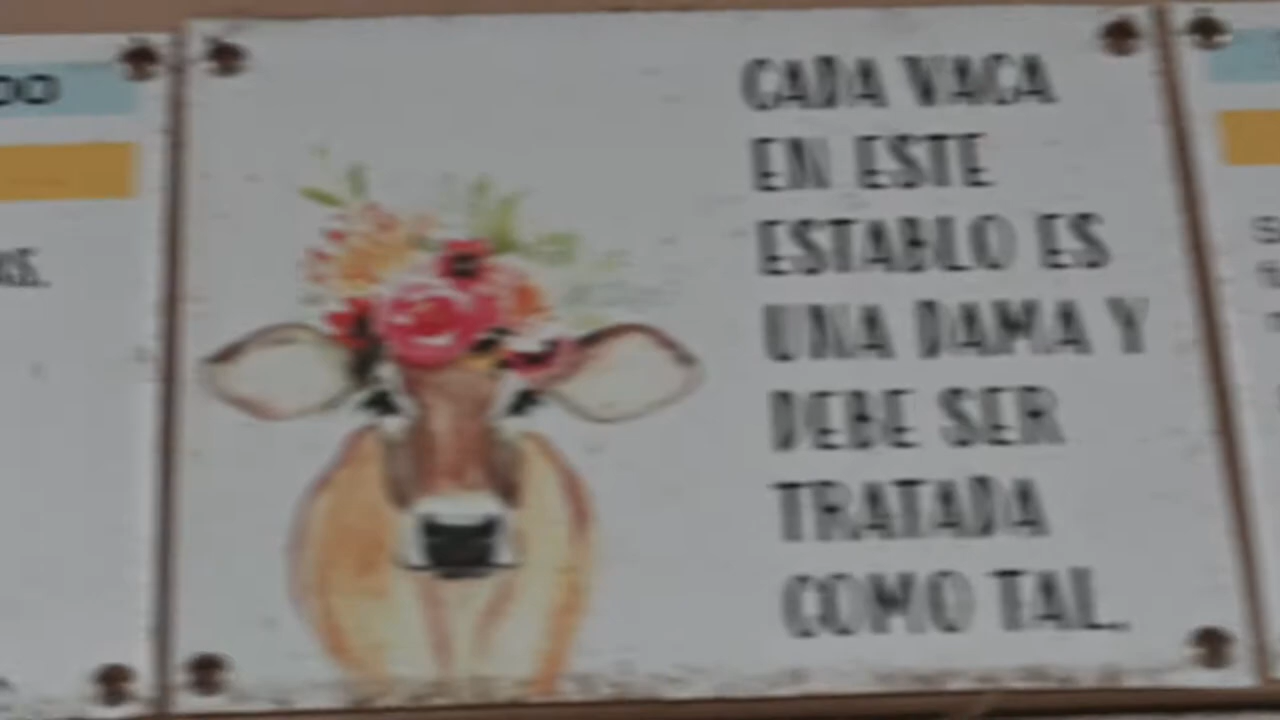 CADA VACA
EN ESTE
ESTABLO ES
UNA DAMA Y
DEBE SER
TRATADA
COMO TAL.